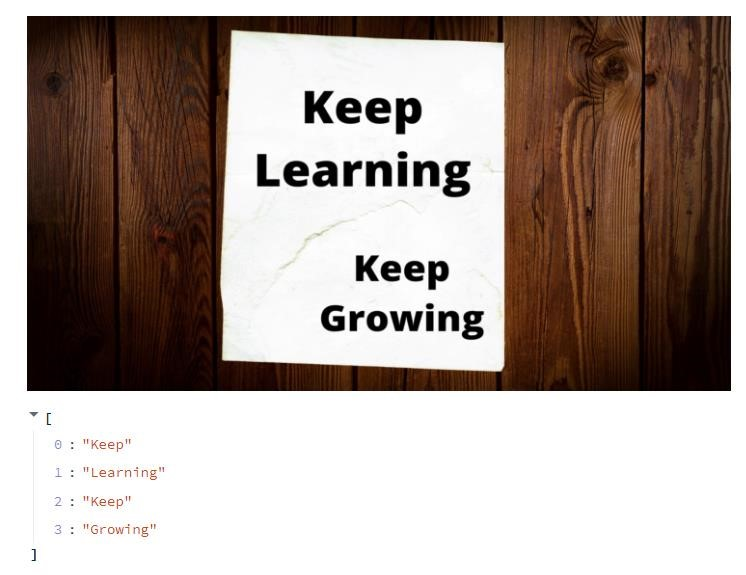 Keep
Learning
Keep
Growing
[
0 : "Keep"
1 : "Learning"
2 : "Keep"
3 : "Growing"
]